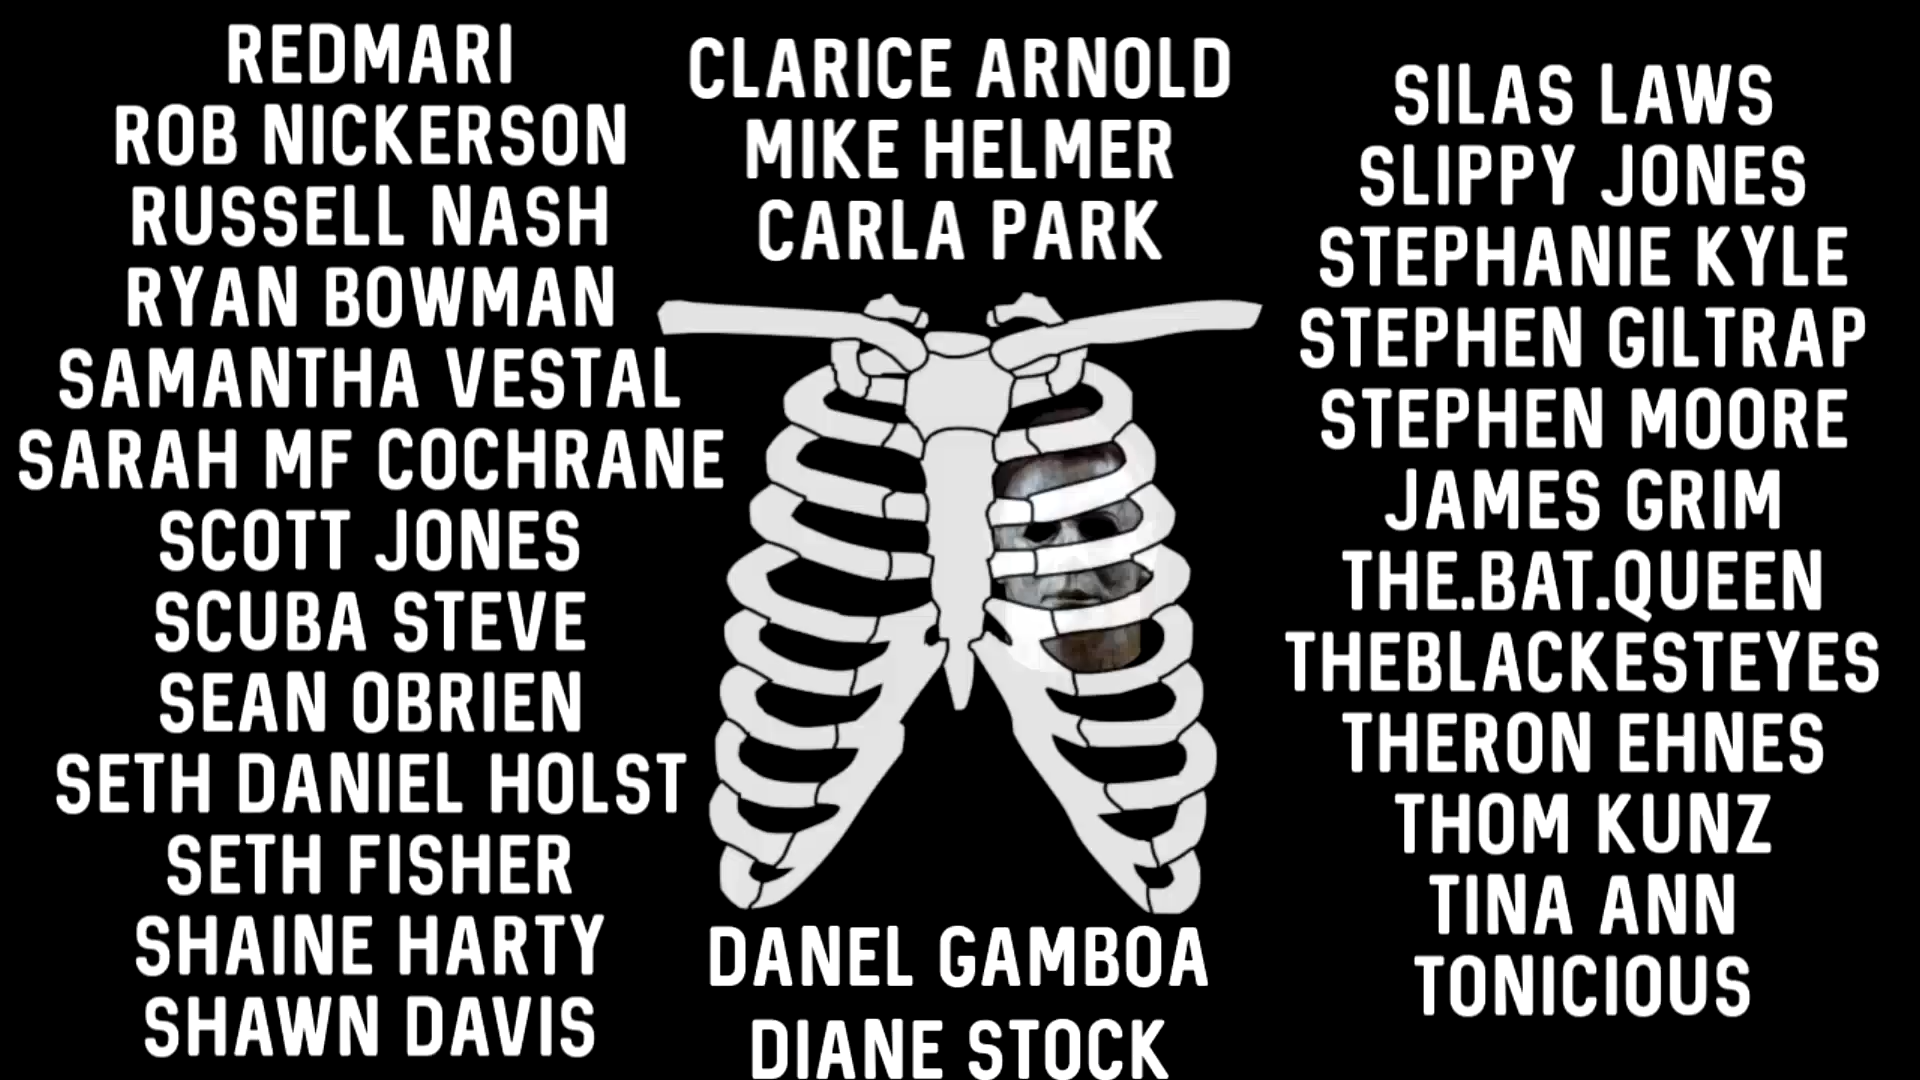 REDMARI
ROB NICKERSON
RUSSELL NASH
RYAN BOWMAN
SAMANTHA VESTAL
SARAH MF COCHRANE
SCOTT JONES
SCUBA STEVE
SEAN OBRIEN
SETH DANIEL HOLST
SETH FISHER
SHAINE HARTY
SHAWN DAVIS
CLARICE ARNOLD
MIKE HELMER
CARLA PARK
DANEL GAMBOA
DIANE STOCK
SILAS LAWS
SLIPPY JONES
STEPHANIE KYLE
STEPHEN GILTRAP
STEPHEN MOORE
JAMES GRIM
THE.BAT.QUEEN
THEBLACKESTEYES
THERON EHNES
THOM KUNZ
TINA ANN
TONICIOUS